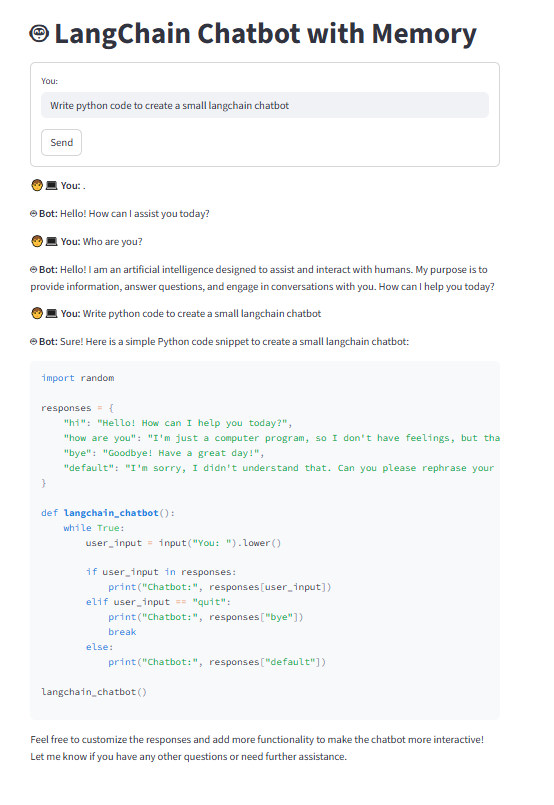 LangChain Chatbot with Memory
You:
Write python code to create a small langchain chatbot
Send
You: .
Bot: Hello! How can I assist you today?
You: Who are you?
Bot: Hello! I am an artificial intelligence designed to assist and interact with humans. My purpose is to
provide information, answer questions, and engage in conversations with you. How can I help you today?
You: Write python code to create a small langchain chatbot
Bot: Sure! Here is a simple Python code snippet to create a small langchain chatbot:
import random
responses = {
    "hi": "Hello! How can I help you today?",
    "how are you": "I'm just a computer program, so I don't have feelings, but tha
    "bye": "Goodbye! Have a great day!",
    "default": "I'm sorry, I didn't understand that. Can you please rephrase your
}
def langchain_chatbot():
    while True:
        user_input = input("You: ").lower()
        if user_input in responses:
            print("Chatbot:", responses[user_input])
        elif user_input == "quit":
            print("Chatbot:", responses["bye"])
            break
        else:
            print("Chatbot:", responses["default"])
langchain_chatbot()
Feel free to customize the responses and add more functionality to make the chatbot more interactive!
Let me know if you have any other questions or need further assistance.